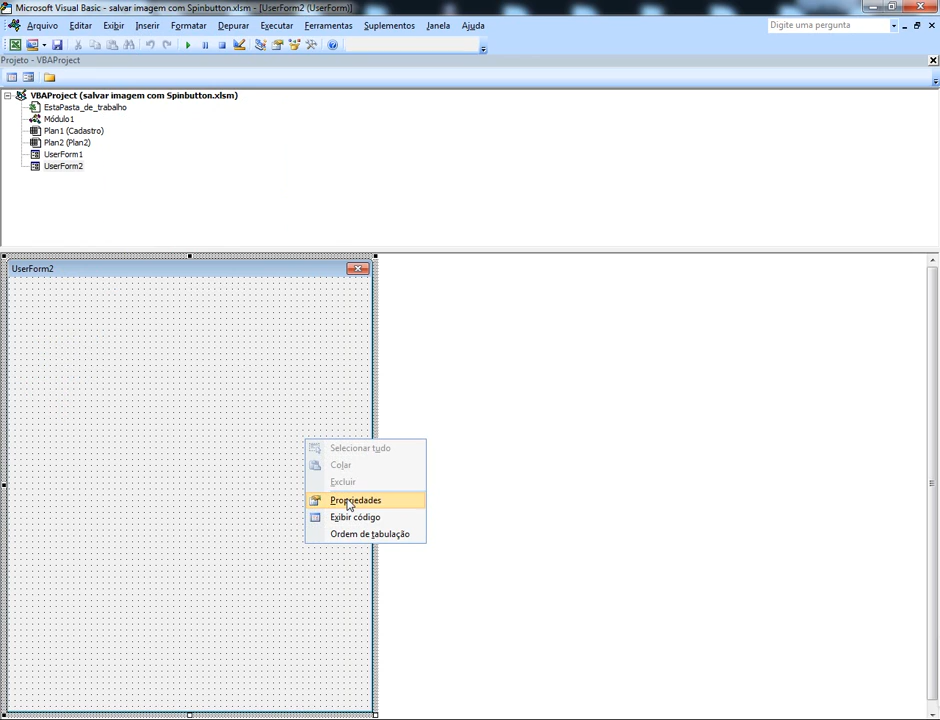 Microsoft Visual Basic - salvar imagem com Spinbutton.xlsm - [UserForm2 (UserForm)]
Arquivo Editar Exibir Inserir Formatar Depurar Executar Ferramentas Suplementos Janela Ajuda
Digite uma pergunta
Projeto - VBAProject
VBAProject (salvar imagem com Spinbutton.xlsm)
EstaPasta_de_trabalho
Módulo1
Plan1 (Cadastro)
Plan2 (Plan2)
UserForm1
UserForm2
UserForm2
Selecionar tudo
Colar
Excluir
Propriedades
Exibir código
Ordem de tabulação